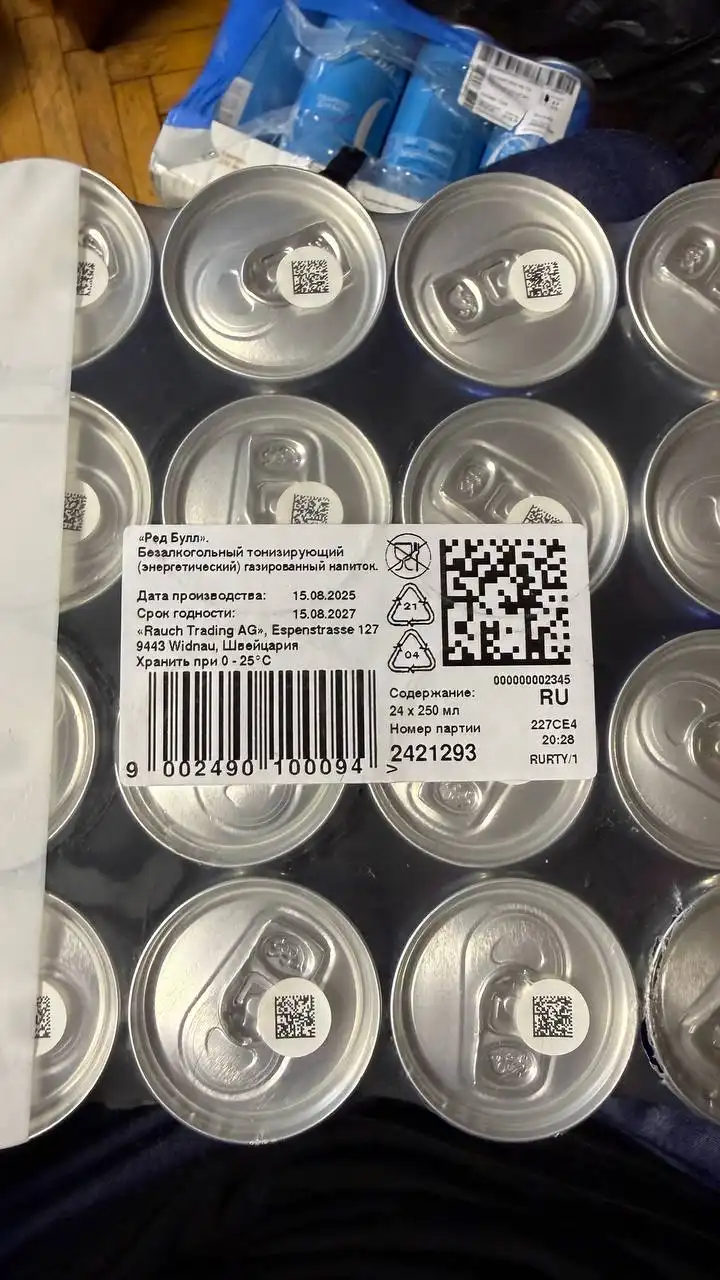 «Ред Булл».
Безалкогольный тонизирующий
(энергетический) газированный напиток.
Дата производства: 15.08.2025
Срок годности: 15.08.2027
«Rauch Trading AG», Espenstrasse 127
9443 Widnau, Швейцария
Хранить при 0 - 25°C
9 002490 100094 >
21
04
000000002345
Содержание: RU
24 x 250 мл
Номер партии 227CE4
20:28
2421293 RURTY/1